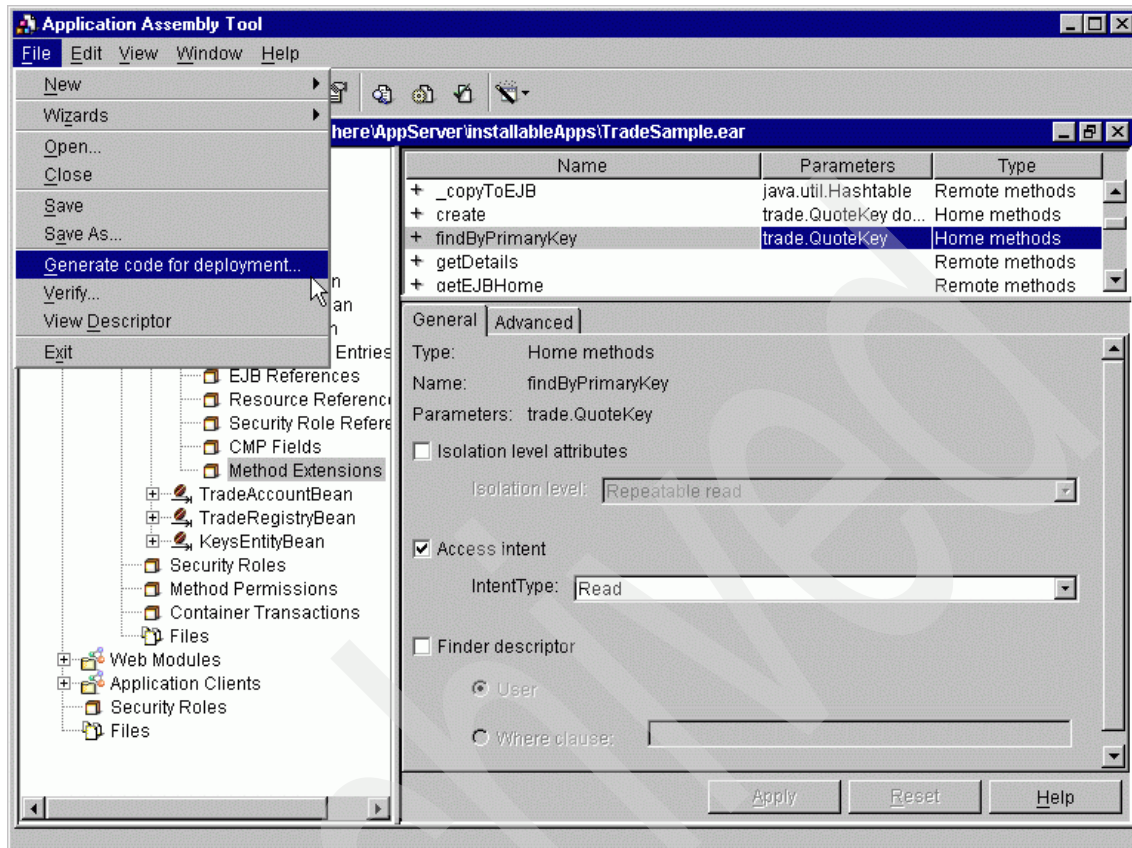 Application Assembly Tool
File Edit View Window Help
New
Wizards
Open...
Close
Save
Save As...
Generate code for deployment...
Verify...
View Descriptor
Exit
here\AppServer\installableApps\TradeSample.ear
n
an
n
Entries
EJB References
Resource Referenc
Security Role Refere
CMP Fields
Method Extensions
TradeAccountBean
TradeRegistryBean
KeysEntityBean
Security Roles
Method Permissions
Container Transactions
Files
Web Modules
Application Clients
Security Roles
Files
Name Parameters Type
_copyToEJB java.util.Hashtable Remote methods
create trade.QuoteKey do... Home methods
findByPrimaryKey trade.QuoteKey Home methods
getDetails Remote methods
getEJBHome Remote methods
General Advanced
Type: Home methods
Name: findByPrimaryKey
Parameters: trade.QuoteKey
Isolation level attributes
Isolation level: Repeatable read
Access intent
IntentType: Read
Finder descriptor
User
Where clause:
Apply Reset Help